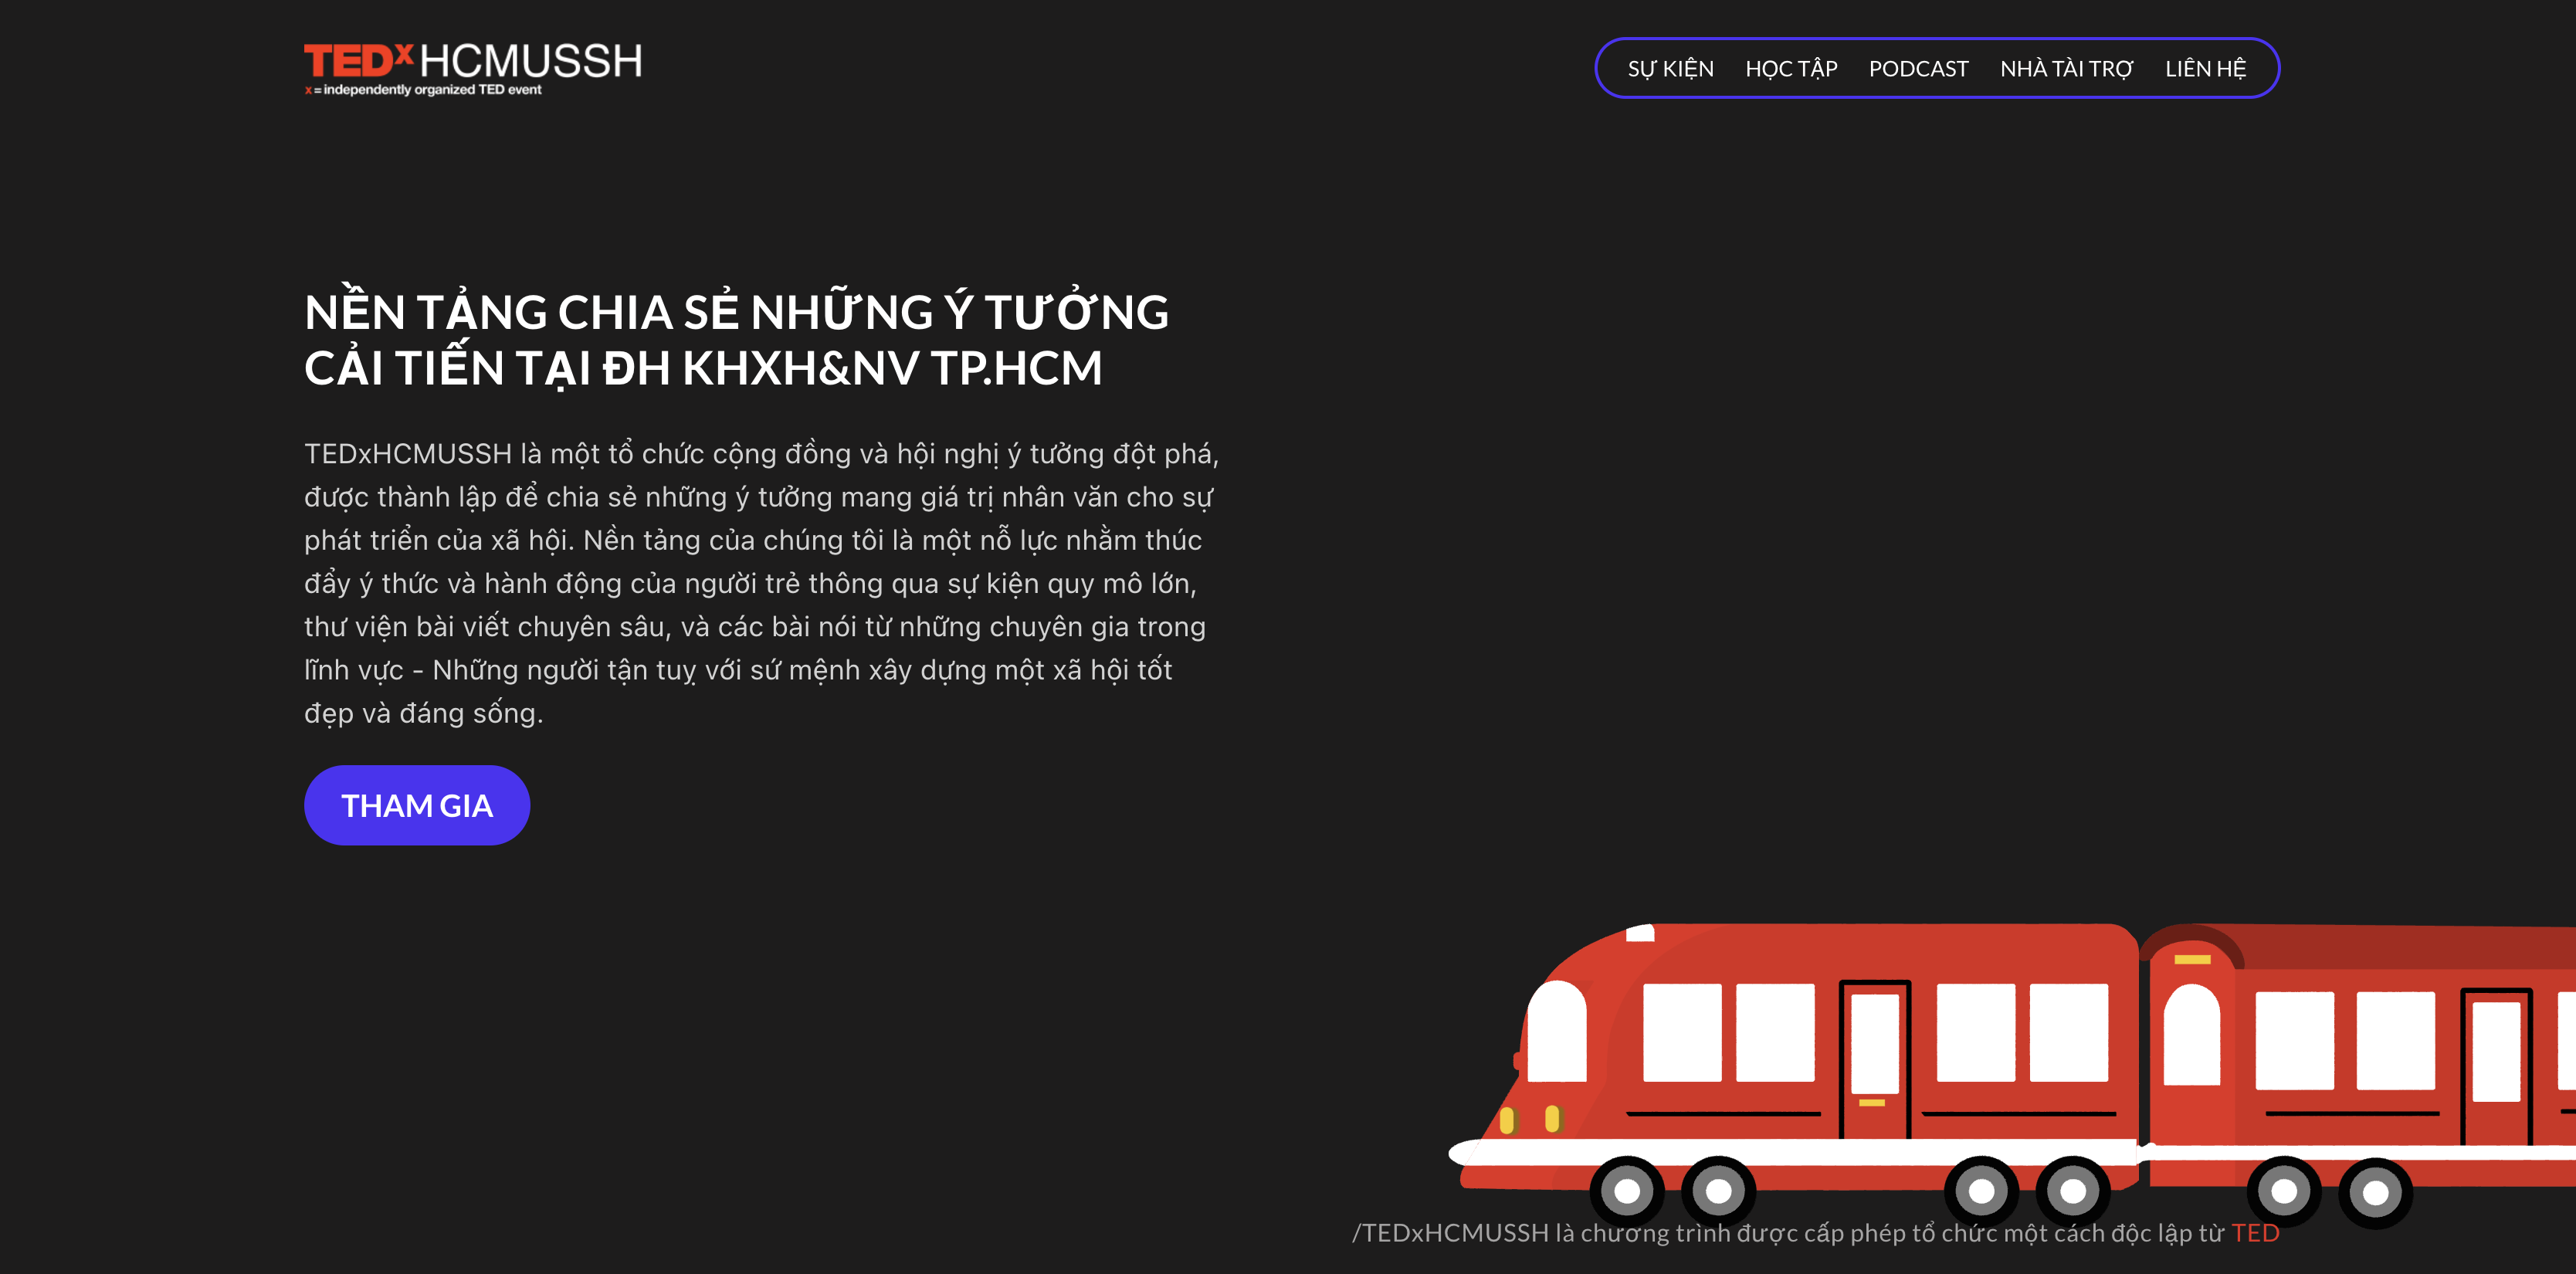 TEDx HCMUSSH
x = independently organized TED event
SỰ KIỆN HỌC TẬP PODCAST NHÀ TÀI TRỢ LIÊN HỆ
NỀN TẢNG CHIA SẺ NHỮNG Ý TƯỞNG
CẢI TIẾN TẠI ĐH KHXH&NV TP.HCM
TEDxHCMUSSH là một tổ chức cộng đồng và hội nghị ý tưởng đột phá,
được thành lập để chia sẻ những ý tưởng mang giá trị nhân văn cho sự
phát triển của xã hội. Nền tảng của chúng tôi là một nỗ lực nhằm thúc
đẩy ý thức và hành động của người trẻ thông qua sự kiện quy mô lớn,
thư viện bài viết chuyên sâu, và các bài nói từ những chuyên gia trong
lĩnh vực - Những người tận tuỵ với sứ mệnh xây dựng một xã hội tốt
đẹp và đáng sống.
THAM GIA
/TEDxHCMUSSH là chương trình được cấp phép tổ chức một cách độc lập từ TED